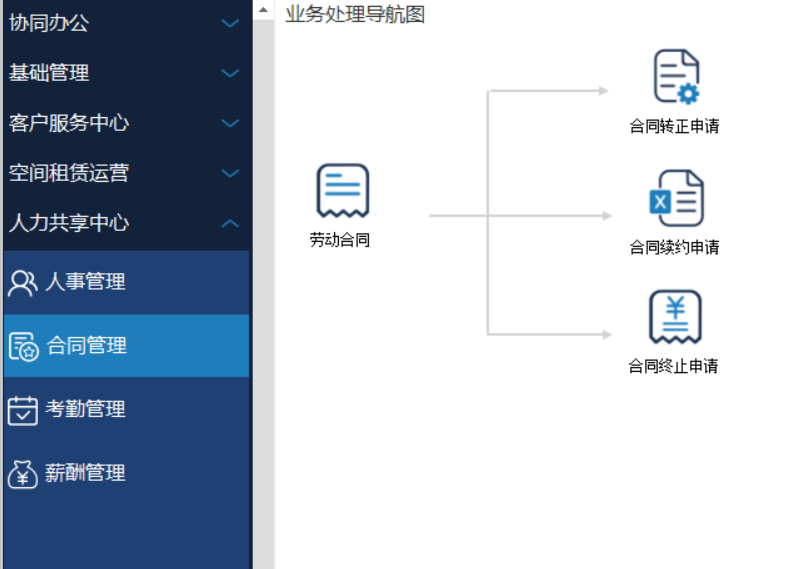 协同办公
基础管理
客户服务中心
空间租赁运营
人力共享中心
人事管理
合同管理
考勤管理
薪酬管理
业务处理导航图
劳动合同
合同转正申请
合同续约申请
合同终止申请